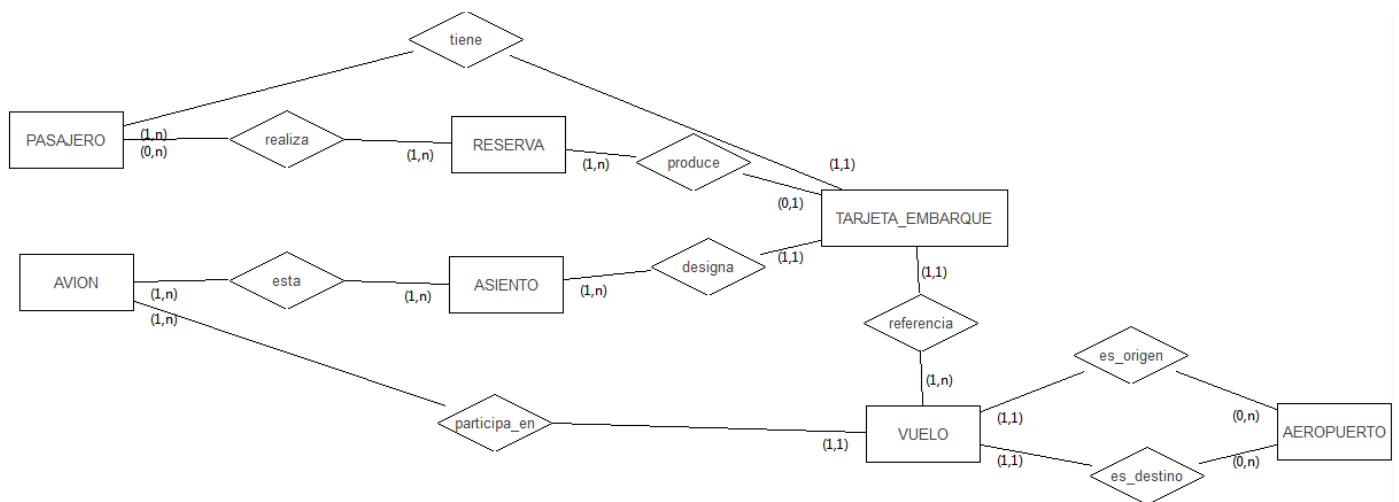 tiene
PASAJERO
(1,n)
(0,n)
realiza
(1,n)
RESERVA
(1,n)
produce
(1,1)
(0,1)
TARJETA_EMBARQUE
AVION
(1,n)
(1,n)
esta
(1,n)
ASIENTO
(1,n)
designa
(1,1)
(1,1)
referencia
(1,n)
es_origen
participa_en
(1,1)
VUELO
(1,1)
(1,1)
(0,n)
AEROPUERTO
(0,n)
es_destino